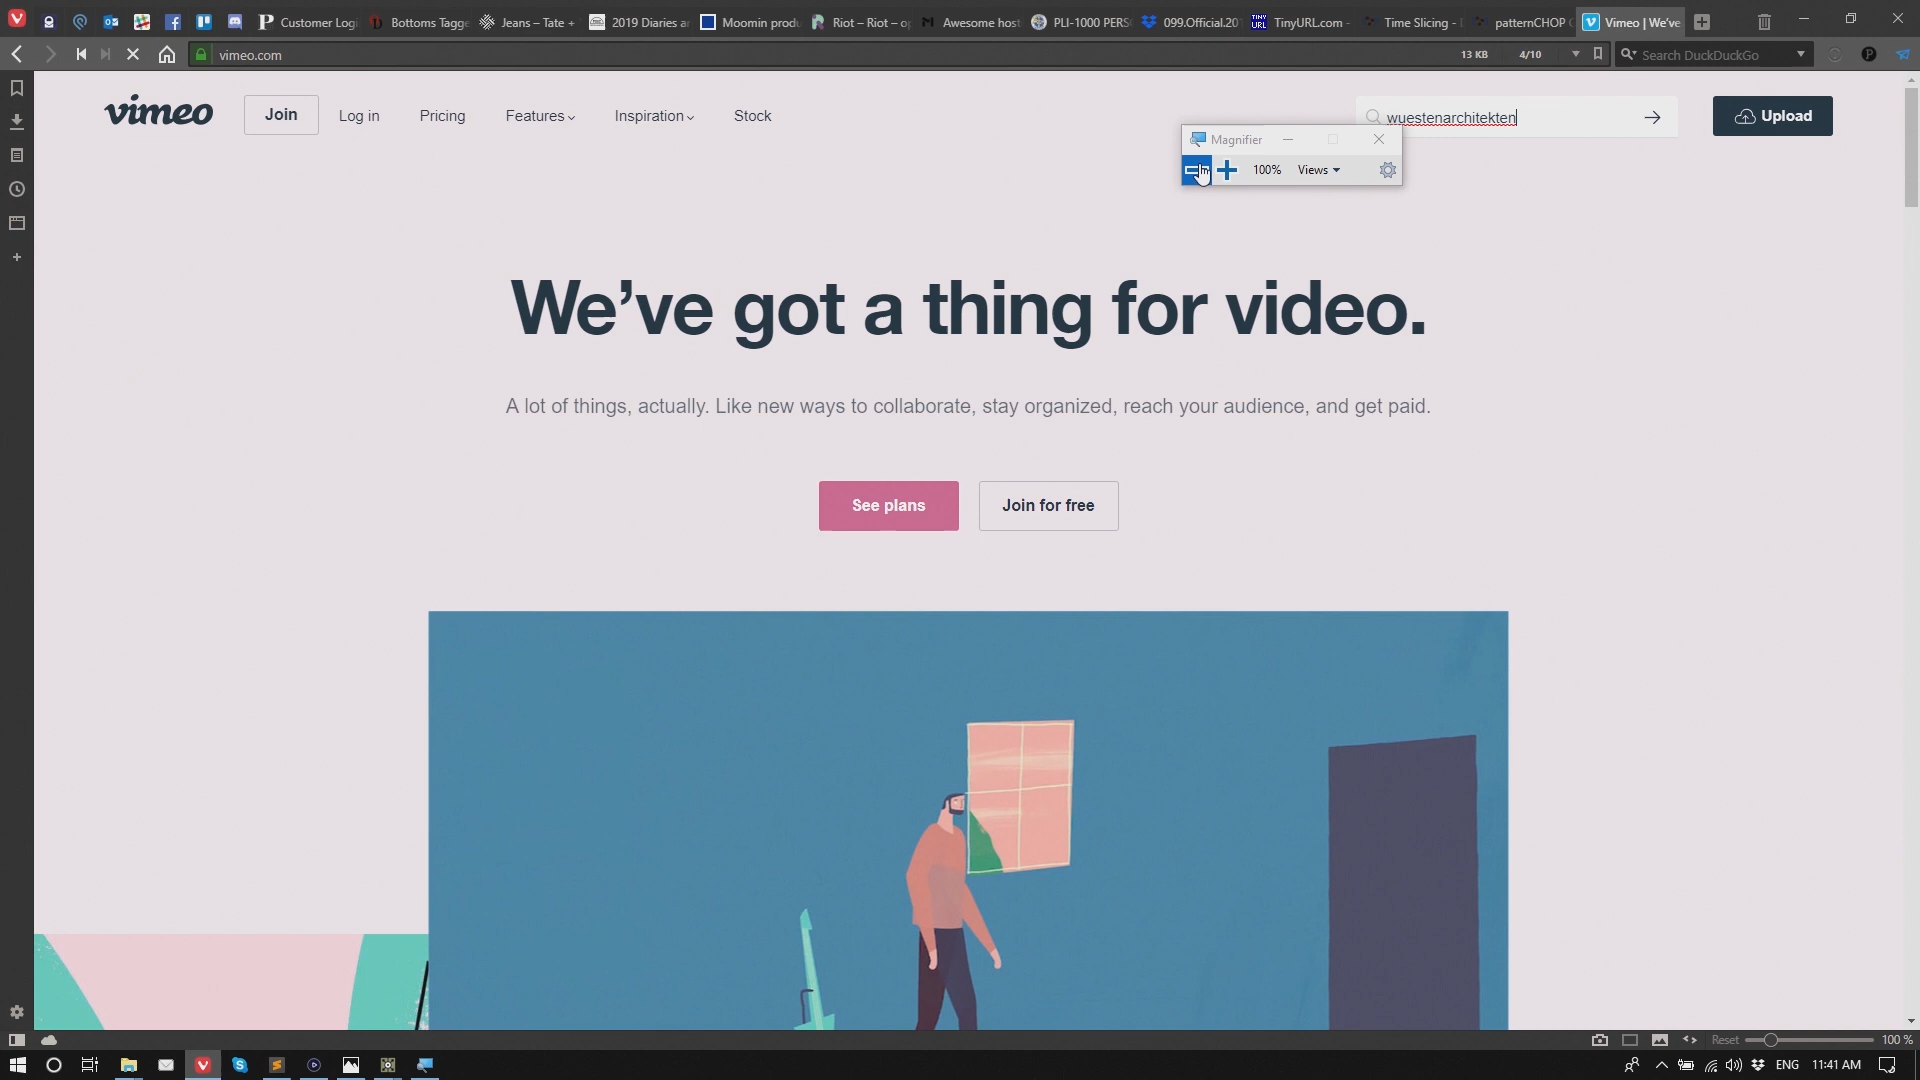 Customer Logi
Bottoms Tagge
Jeans – Tate +
2019 Diaries ar
Moomin produ
Riot – Riot – op
Awesome host
PLI-1000 PERS
099.Official.20
TINY URL
TinyURL.com -
Time Slicing - D
patternCHOP
Vimeo | We've
vimeo.com
13 KB
4/10
Search DuckDuckGo
vimeo
Join
Log in
Pricing
Features
Inspiration
Stock
wuestenarchitekten
Upload
Magnifier
100%
Views
We've got a thing for video.
A lot of things, actually. Like new ways to collaborate, stay organized, reach your audience, and get paid.
See plans
Join for free
Reset
100 %
ENG
11:41 AM